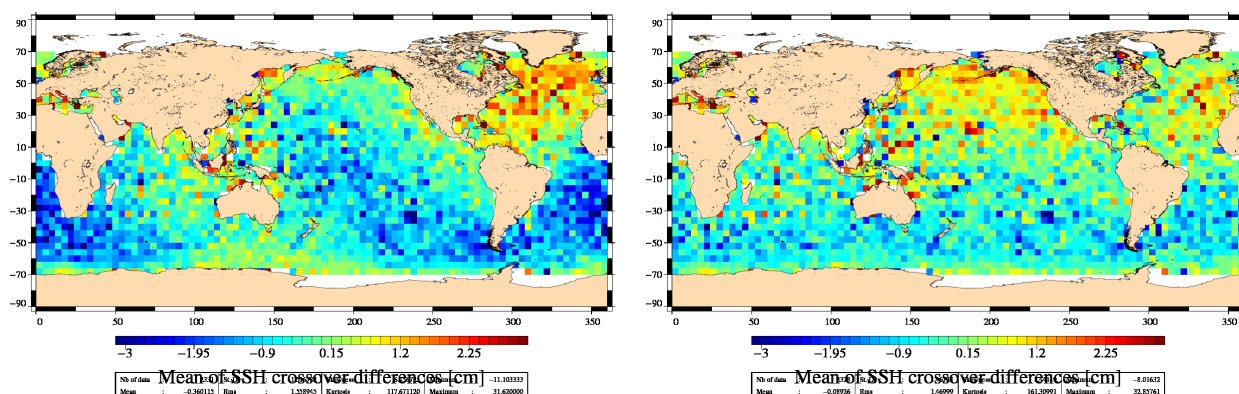 90 90
70 70
50 50
30 30
10 10
−10 −10
−30 −30
−50 −50
−70 −70
−90 −90
0 50 100 150 200 250 300 350 0 50 100 150 200 250 300 350
−3 −1.95 −0.9 0.15 1.2 2.25 −3 −1.95 −0.9 0.15 1.2 2.25
Mean of SSH crossover differences [cm] Mean of SSH crossover differences [cm]
Nb of data : −11.103333 Nb of data : −8.01632
Mean : −0.360115 Rms : 1.558945 Kurtosis : 117.671120 Maximum : 31.620000 Mean : −0.08926 Rms : 1.46999 Kurtosis : 161.30991 Maximum : 32.85761